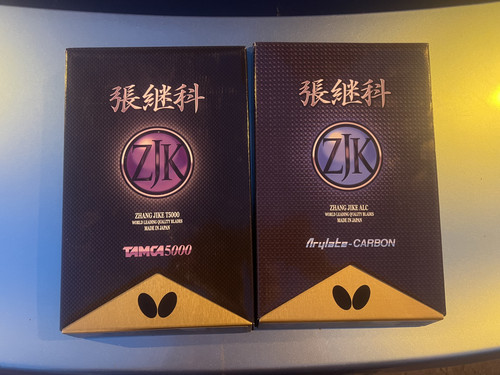 張継科
ZJK
ZHANG JIKE T5000
WORLD LEADING QUALITY BLADES
MADE IN JAPAN
TAMCA5000
張継科
ZJK
ZHANG JIKE ALC
WORLD LEADING QUALITY BLADES
MADE IN JAPAN
Arylate-CARBON